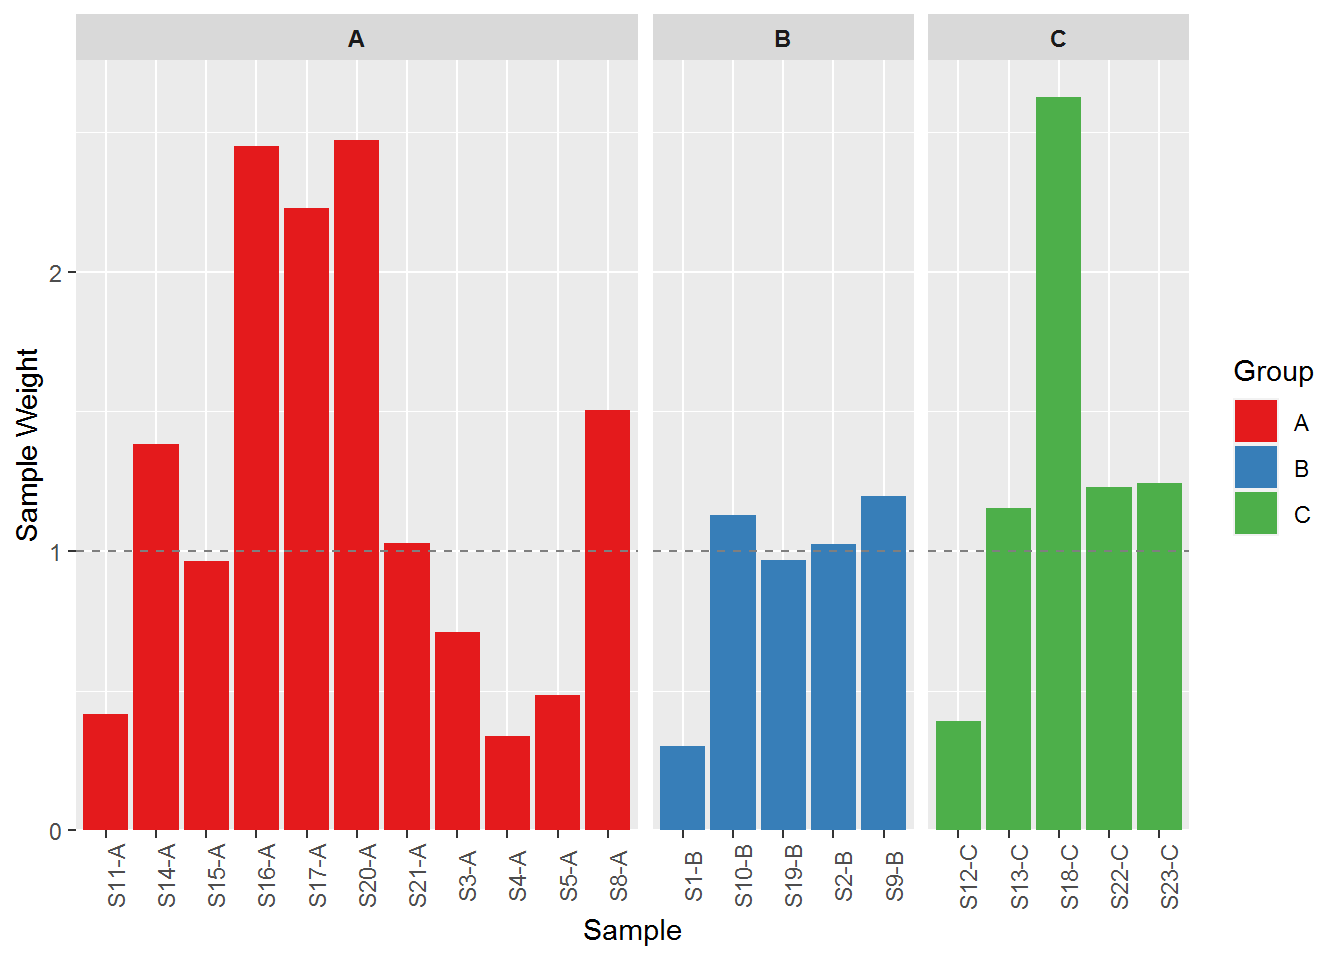 A
B
C
Sample Weight
2
1
0
S11-A
S14-A
S15-A
S16-A
S17-A
S20-A
S21-A
S3-A
S4-A
S5-A
S8-A
S1-B
S10-B
S19-B
S2-B
S9-B
S12-C
S13-C
S18-C
S22-C
S23-C
Sample
Group
A
B
C